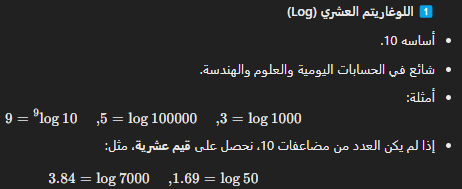 1 اللوغاريتم العشري (Log)
• أساسه 10.
• شائع في الحسابات اليومية والعلوم والهندسة.
• أمثلة:
9 = ⁹log 10 ,5 = log 100000 ,3 = log 1000
• إذا لم يكن العدد من مضاعفات 10، نحصل على قيم عشرية، مثل:
3.84 = log 7000 ,1.69 = log 50